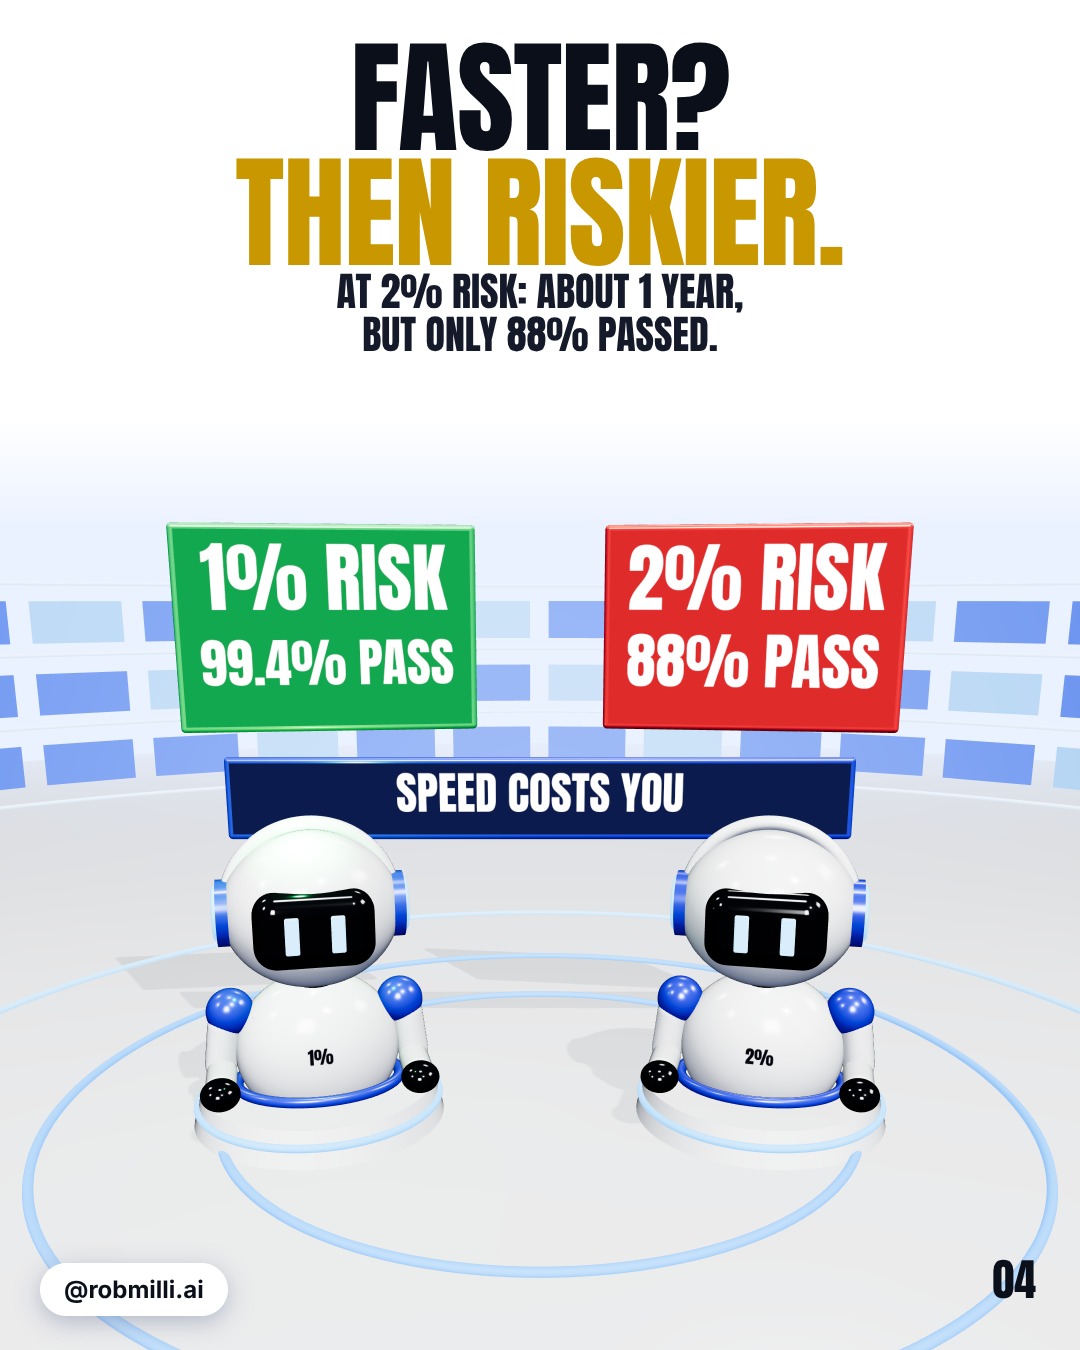 FASTER?
THEN RISKIER.
AT 2% RISK: ABOUT 1 YEAR,
BUT ONLY 88% PASSED.
1% RISK
99.4% PASS
2% RISK
88% PASS
SPEED COSTS YOU
1%
2%
@robmilli.ai
04